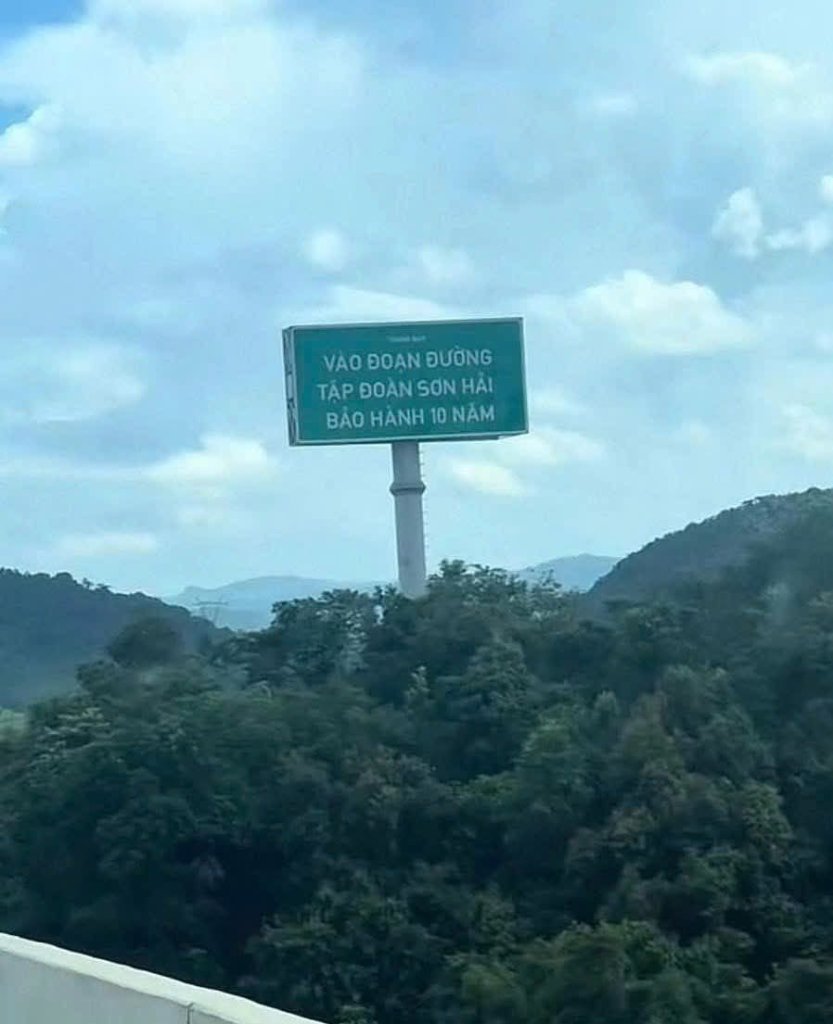 VÀO ĐOẠN ĐƯỜNG
TẬP ĐOÀN SƠN HẢI
BẢO HÀNH 10 NĂM